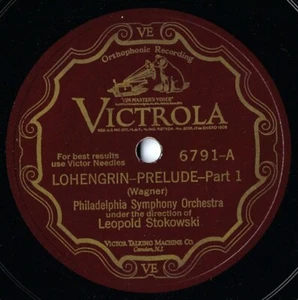 VE
Orthophonic Recording
"HIS MASTER'S VOICE"
VICTROLA
For best results
use Victor Needles
6791-A
LOHENGRIN-PRELUDE-Part 1
(Wagner)
Philadelphia Symphony Orchestra
under the direction of
Leopold Stokowski
VICTOR TALKING MACHINE CO.
Camden, N.J.
VE